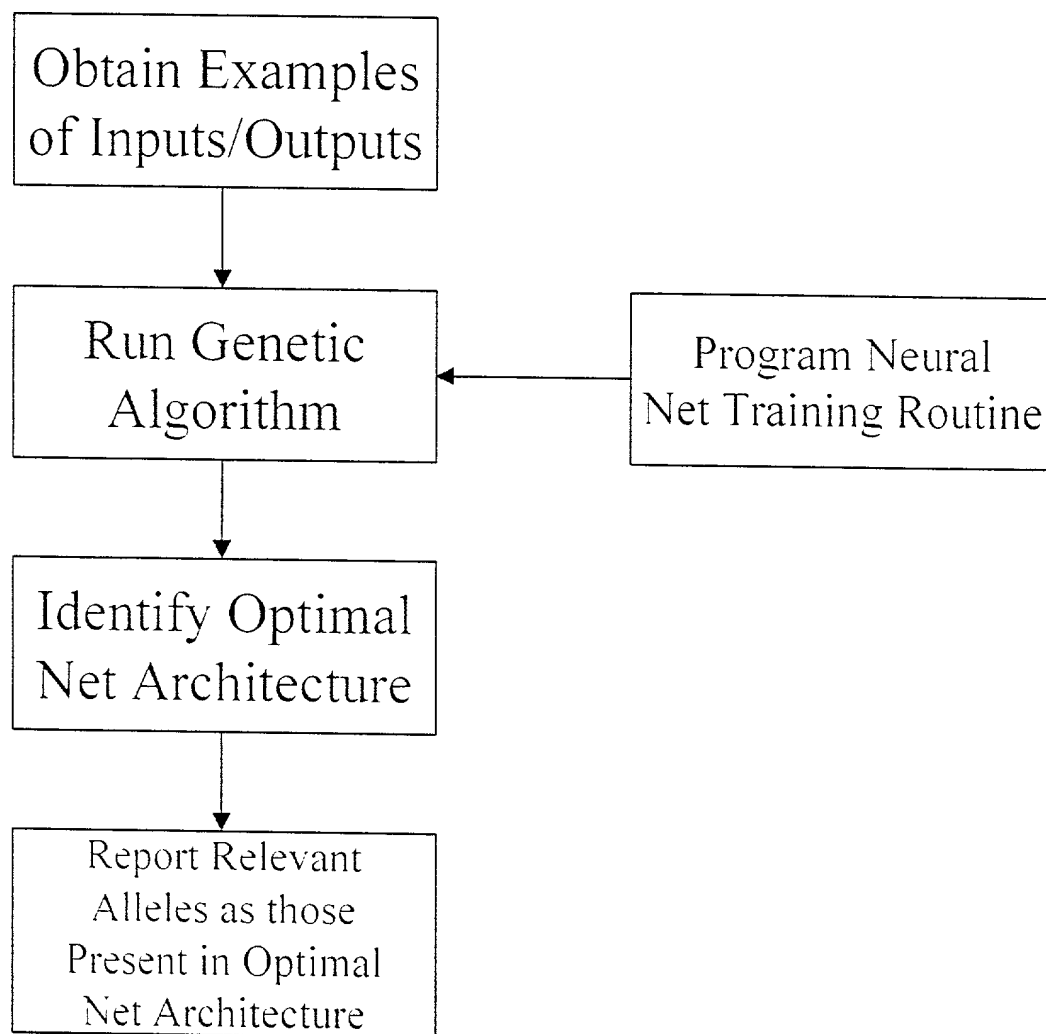 Obtain Examples
of Inputs/Outputs
Run Genetic
Algorithm
Program Neural
Net Training Routine
Identify Optimal
Net Architecture
Report Relevant
Alleles as those
Present in Optimal
Net Architecture